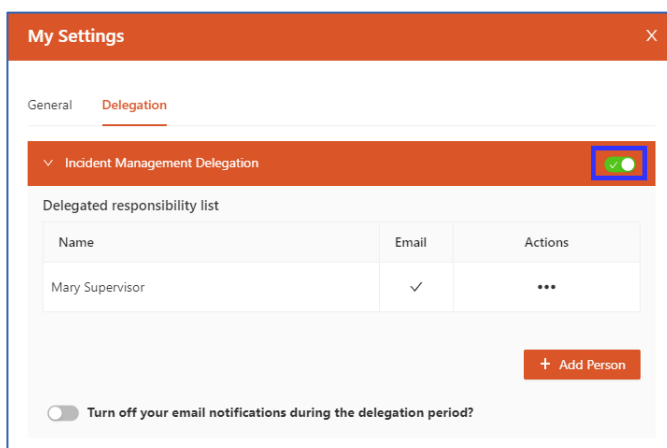 My Settings X
General Delegation
Incident Management Delegation
Delegated responsibility list
Name Email Actions
Mary Supervisor ✓ •••
+ Add Person
Turn off your email notifications during the delegation period?